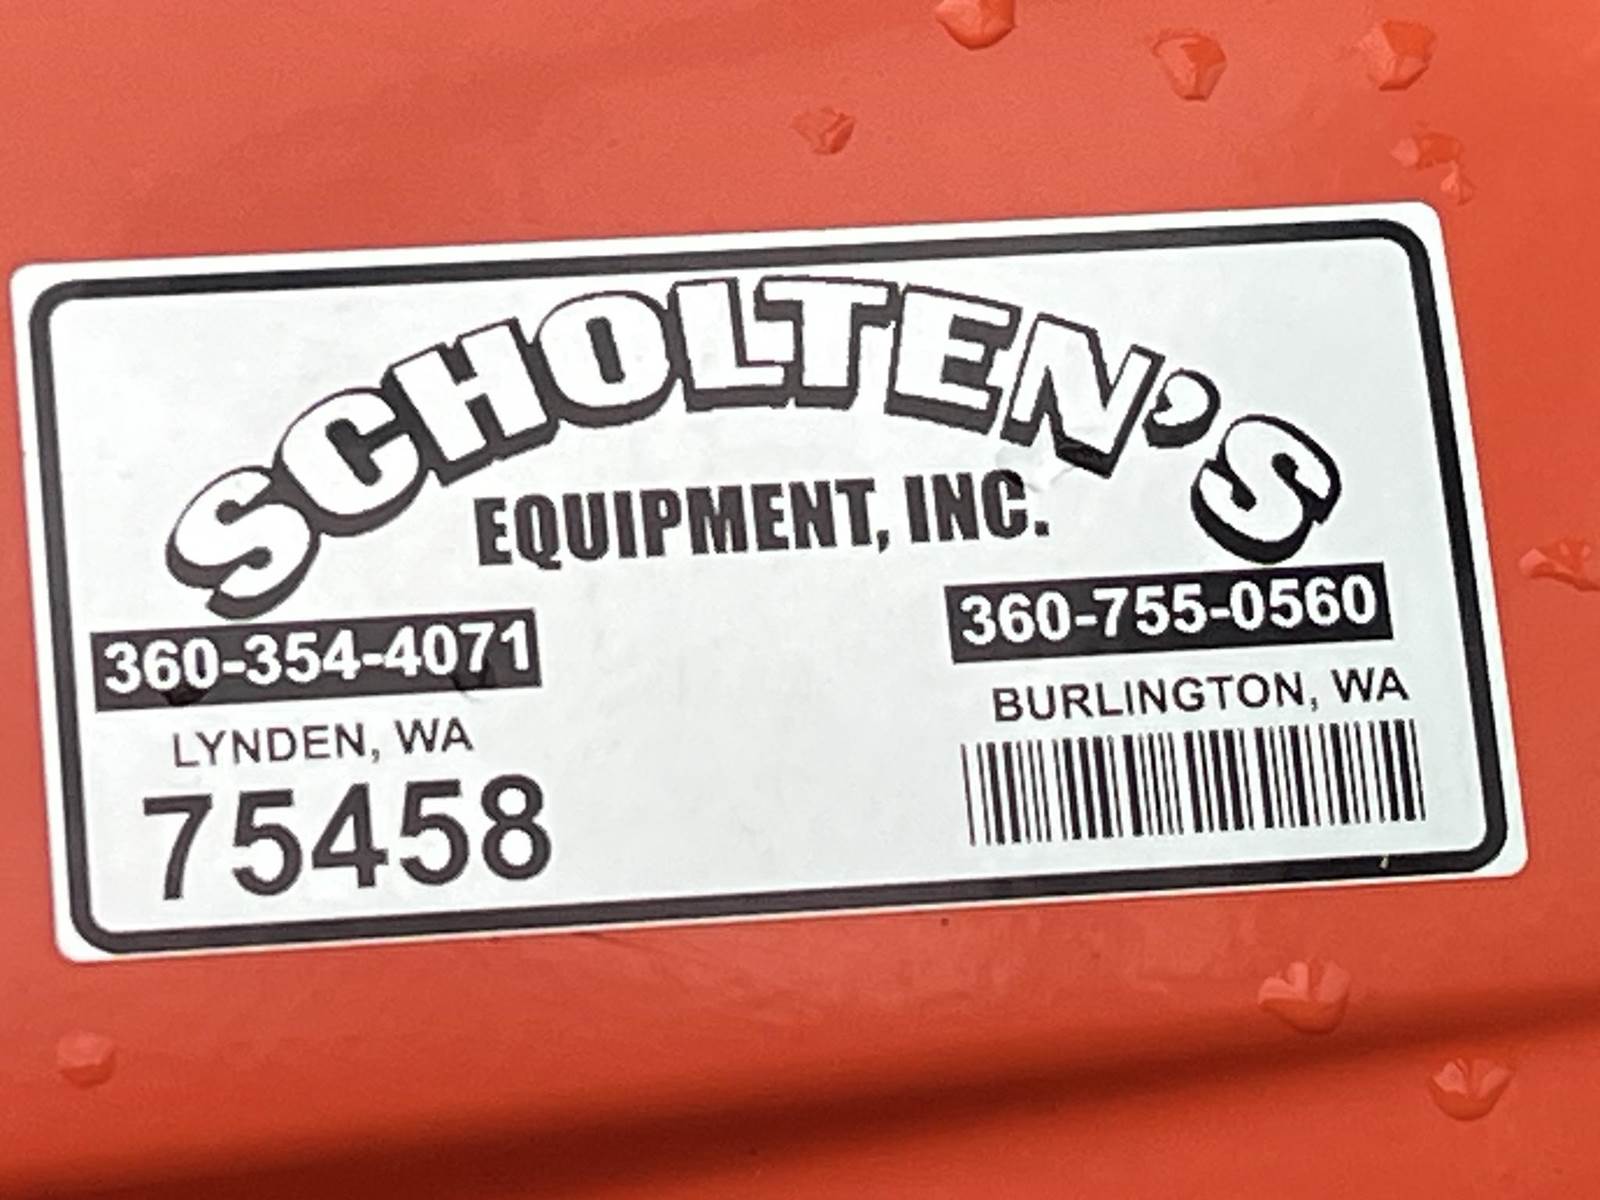 SCHOLTEN'S
EQUIPMENT, INC.
360-354-4071
LYNDEN, WA
75458
360-755-0560
BURLINGTON, WA